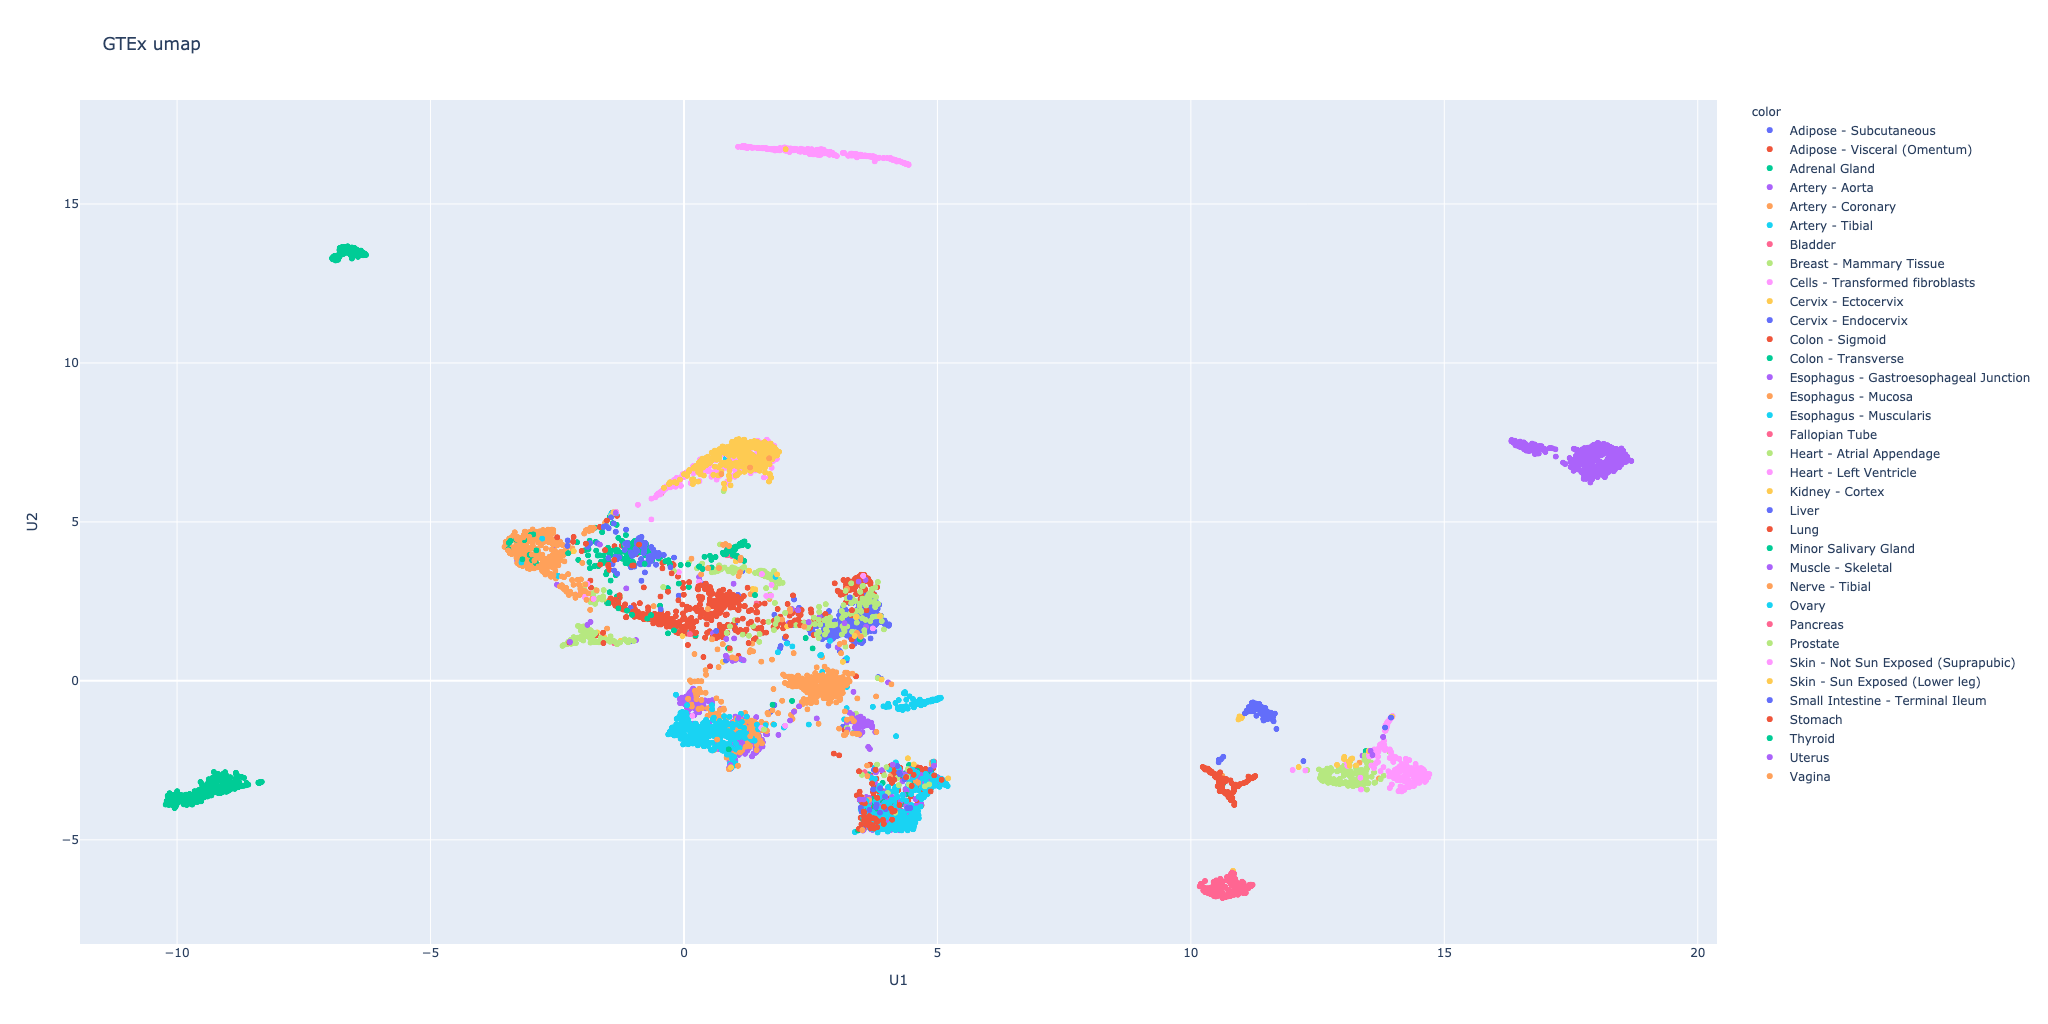 GTEx umap
color
Adipose - Subcutaneous
Adipose - Visceral (Omentum)
Adrenal Gland
Artery - Aorta
Artery - Coronary
Artery - Tibial
Bladder
Breast - Mammary Tissue
Cells - Transformed fibroblasts
Cervix - Ectocervix
Cervix - Endocervix
Colon - Sigmoid
Colon - Transverse
Esophagus - Gastroesophageal Junction
Esophagus - Mucosa
Esophagus - Muscularis
Fallopian Tube
Heart - Atrial Appendage
Heart - Left Ventricle
Kidney - Cortex
Liver
Lung
Minor Salivary Gland
Muscle - Skeletal
Nerve - Tibial
Ovary
Pancreas
Prostate
Skin - Not Sun Exposed (Suprapubic)
Skin - Sun Exposed (Lower leg)
Small Intestine - Terminal Ileum
Stomach
Thyroid
Uterus
Vagina
15
10
5
0
−5
U2
−10 −5 0 5 10 15 20
U1